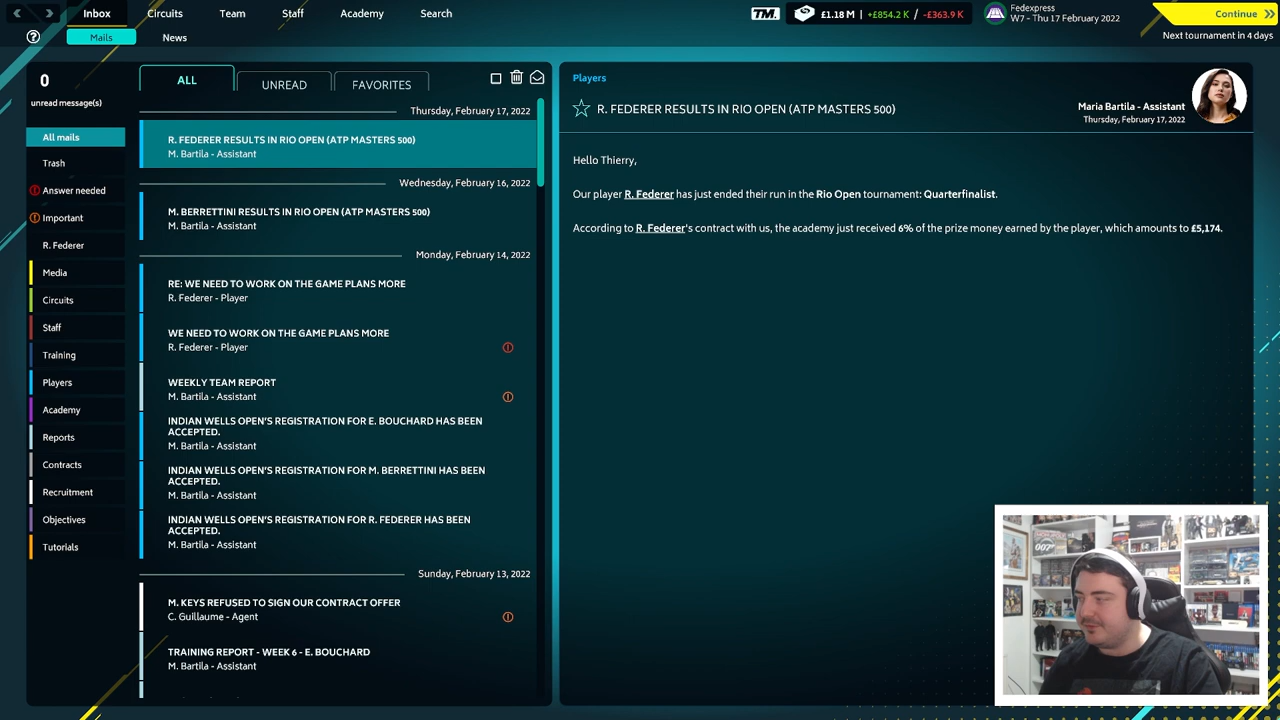 Inbox
Circuits
Team
Staff
Academy
Search
TM.
£1.18 M | +£854.2 K / -£363.9 K
Fedexpress
W7 - Thu 17 February 2022
Continue
Next tournament in 4 days
Mails
News
0
unread message(s)
All mails
Trash
Answer needed
Important
R. Federer
Media
Circuits
Staff
Training
Players
Academy
Reports
Contracts
Recruitment
Objectives
Tutorials
ALL
UNREAD
FAVORITES
Thursday, February 17, 2022
R. FEDERER RESULTS IN RIO OPEN (ATP MASTERS 500)
M. Bartila - Assistant
Wednesday, February 16, 2022
M. BERRETTINI RESULTS IN RIO OPEN (ATP MASTERS 500)
M. Bartila - Assistant
Monday, February 14, 2022
RE: WE NEED TO WORK ON THE GAME PLANS MORE
R. Federer - Player
WE NEED TO WORK ON THE GAME PLANS MORE
R. Federer - Player
WEEKLY TEAM REPORT
M. Bartila - Assistant
INDIAN WELLS OPEN'S REGISTRATION FOR E. BOUCHARD HAS BEEN
ACCEPTED.
M. Bartila - Assistant
INDIAN WELLS OPEN'S REGISTRATION FOR M. BERRETTINI HAS BEEN
ACCEPTED.
M. Bartila - Assistant
INDIAN WELLS OPEN'S REGISTRATION FOR R. FEDERER HAS BEEN
ACCEPTED.
M. Bartila - Assistant
Sunday, February 13, 2022
M. KEYS REFUSED TO SIGN OUR CONTRACT OFFER
C. Guillaume - Agent
TRAINING REPORT - WEEK 6 - E. BOUCHARD
M. Bartila - Assistant
Players
R. FEDERER RESULTS IN RIO OPEN (ATP MASTERS 500)
Maria Bartila - Assistant
Thursday, February 17, 2022
Hello Thierry,
Our player R. Federer has just ended their run in the Rio Open tournament: Quarterfinalist.
According to R. Federer's contract with us, the academy just received 6% of the prize money earned by the player, which amounts to £5,174.
007